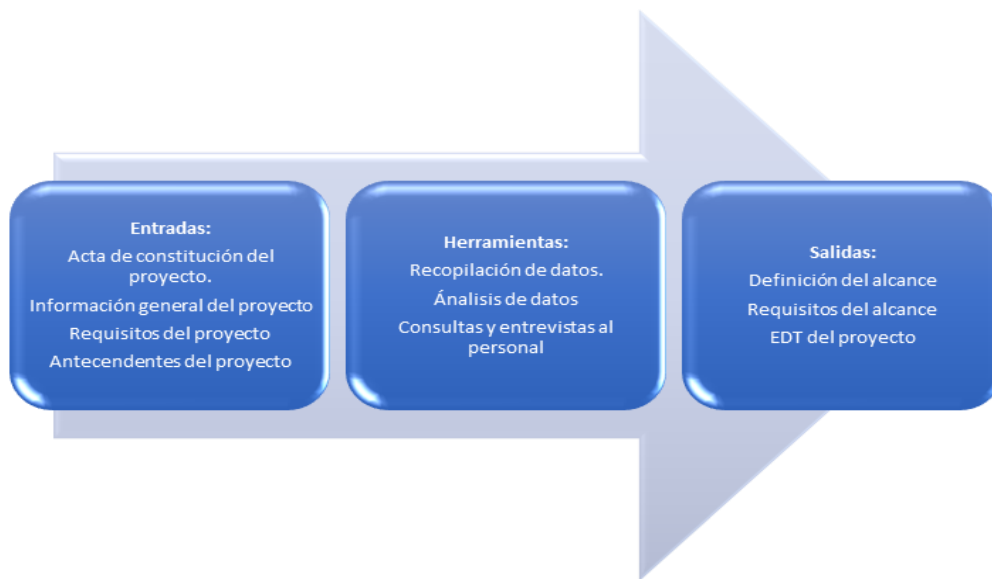 Entradas:
Acta de constitución del
proyecto.
Información general del proyecto
Requisitos del proyecto
Antecendentes del proyecto
Herramientas:
Recopilación de datos.
Ánalisis de datos
Consultas y entrevistas al
personal
Salidas:
Definición del alcance
Requisitos del alcance
EDT del proyecto